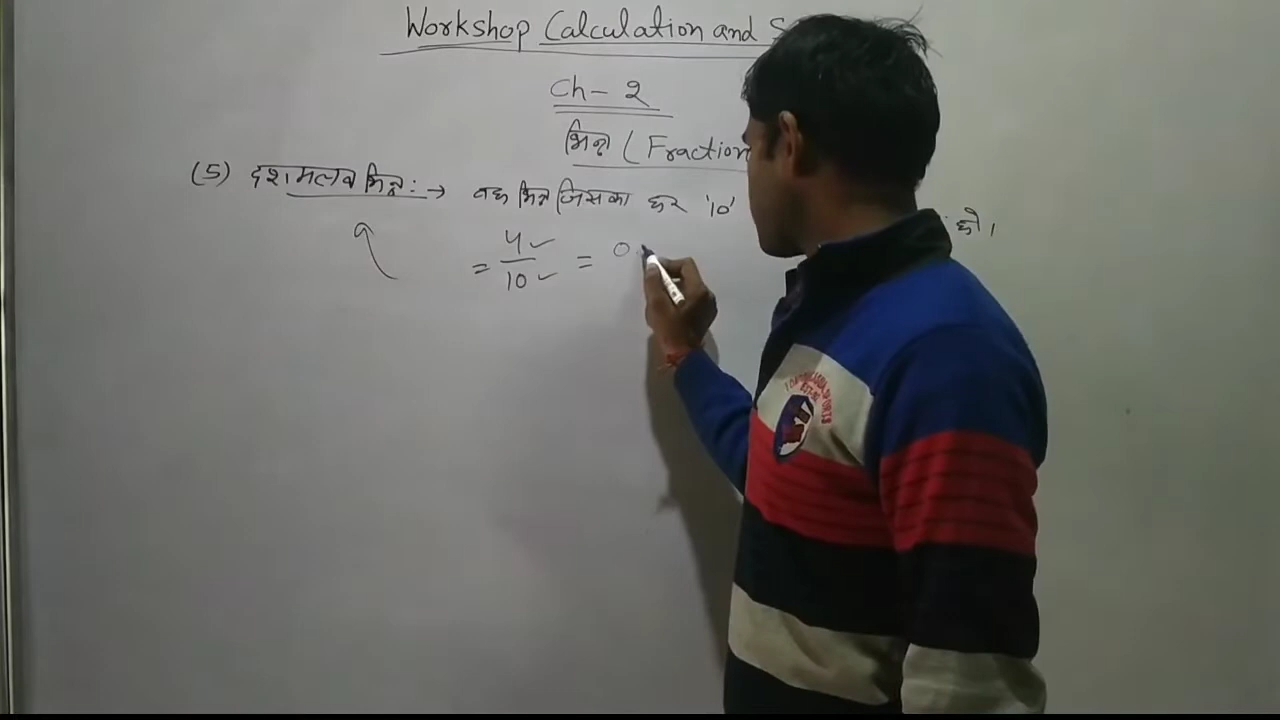 Workshop Calculation and S
Ch- 2
भिन्न (Fraction
(5) दशमलव भिन्न :→ वह भिन्न जिसका हर '10' हो।
= 4/10 = 0.